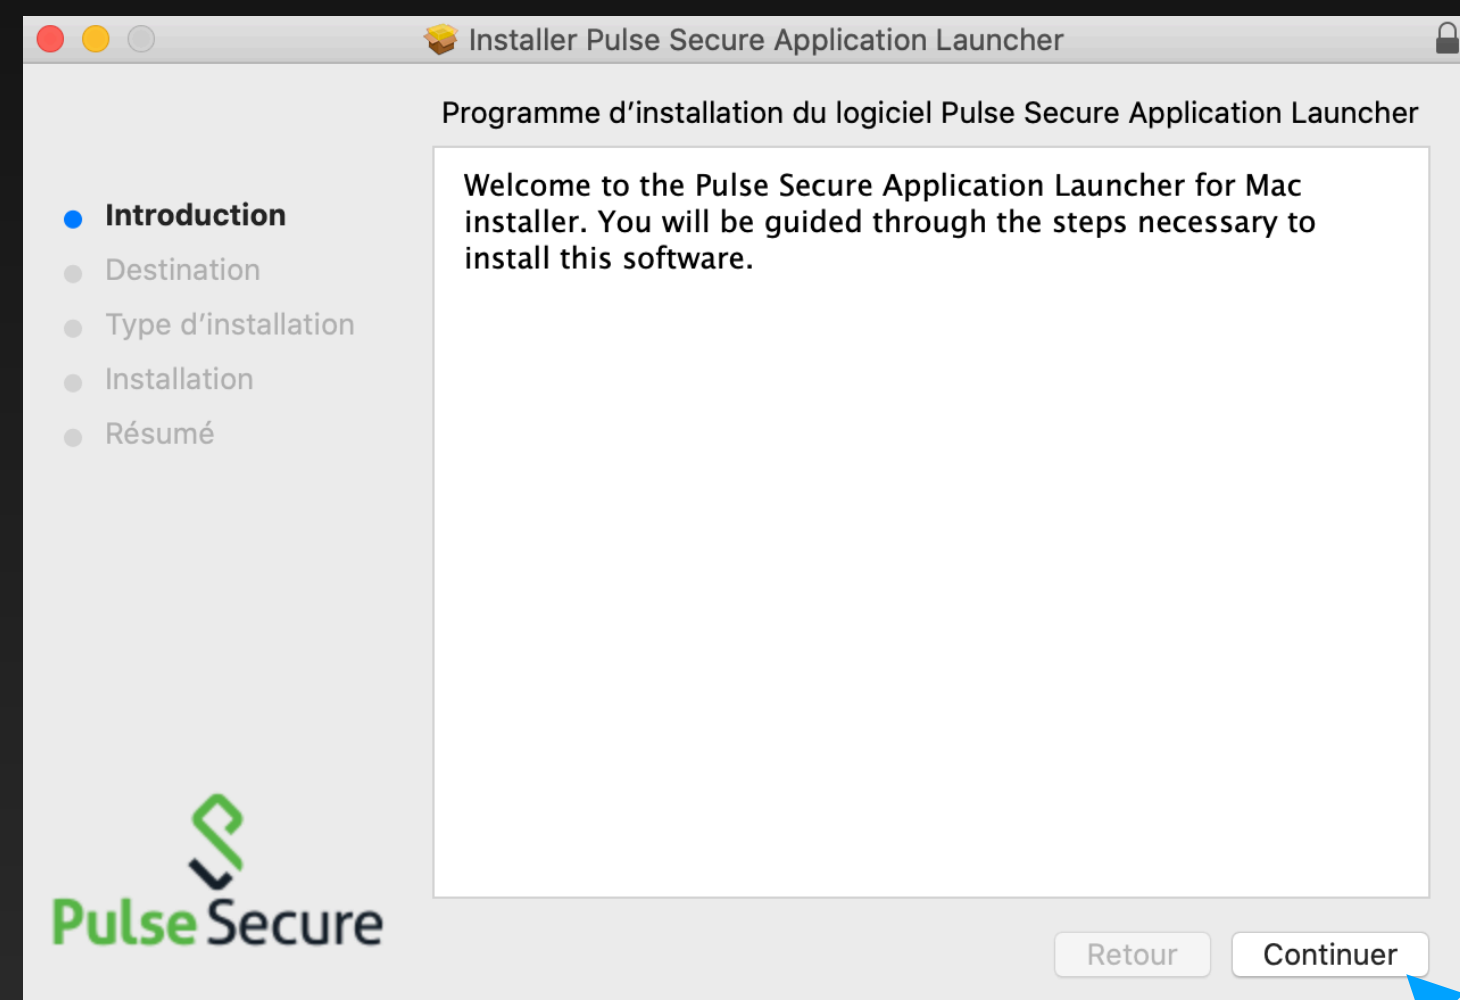 Installer Pulse Secure Application Launcher
Programme d’installation du logiciel Pulse Secure Application Launcher
Introduction
Destination
Type d’installation
Installation
Résumé
Welcome to the Pulse Secure Application Launcher for Mac
installer. You will be guided through the steps necessary to
install this software.
Pulse Secure
Retour
Continuer